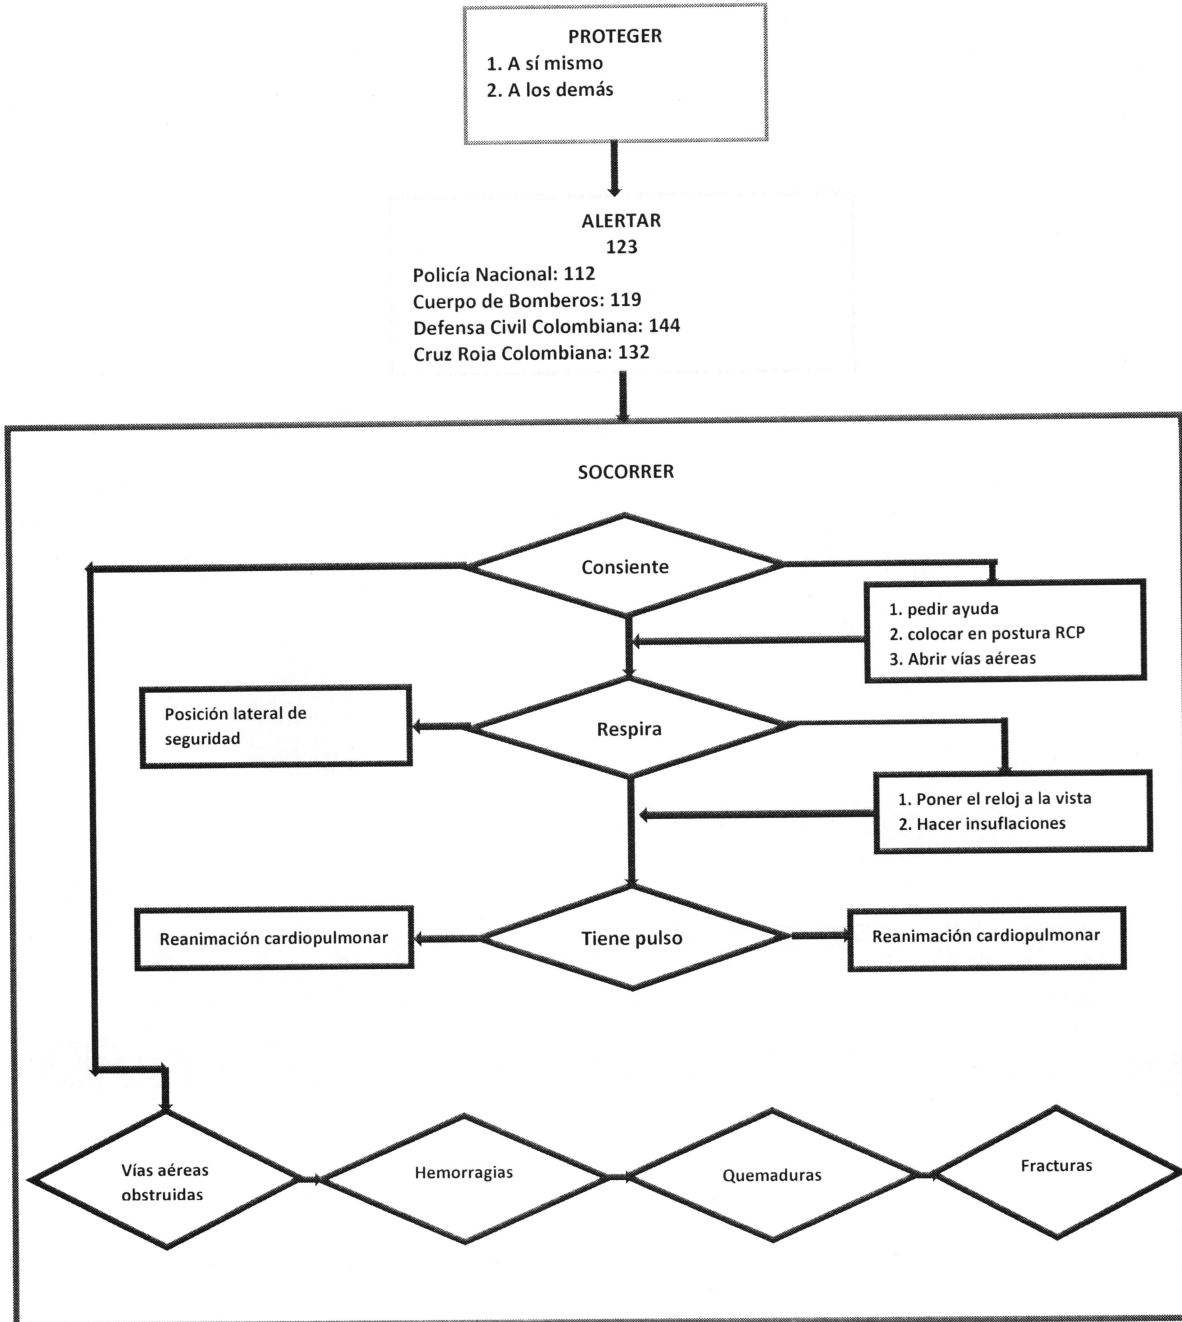 PROTEGER
1. A sí mismo
2. A los demás
ALERTAR
123
Policía Nacional: 112
Cuerpo de Bomberos: 119
Defensa Civil Colombiana: 144
Cruz Roja Colombiana: 132
SOCORRER
Consiente
1. pedir ayuda
2. colocar en postura RCP
3. Abrir vías aéreas
Posición lateral de
seguridad
Respira
1. Poner el reloj a la vista
2. Hacer insuflaciones
Reanimación cardiopulmonar
Tiene pulso
Reanimación cardiopulmonar
Vías aéreas
obstruidas
Hemorragias
Quemaduras
Fracturas